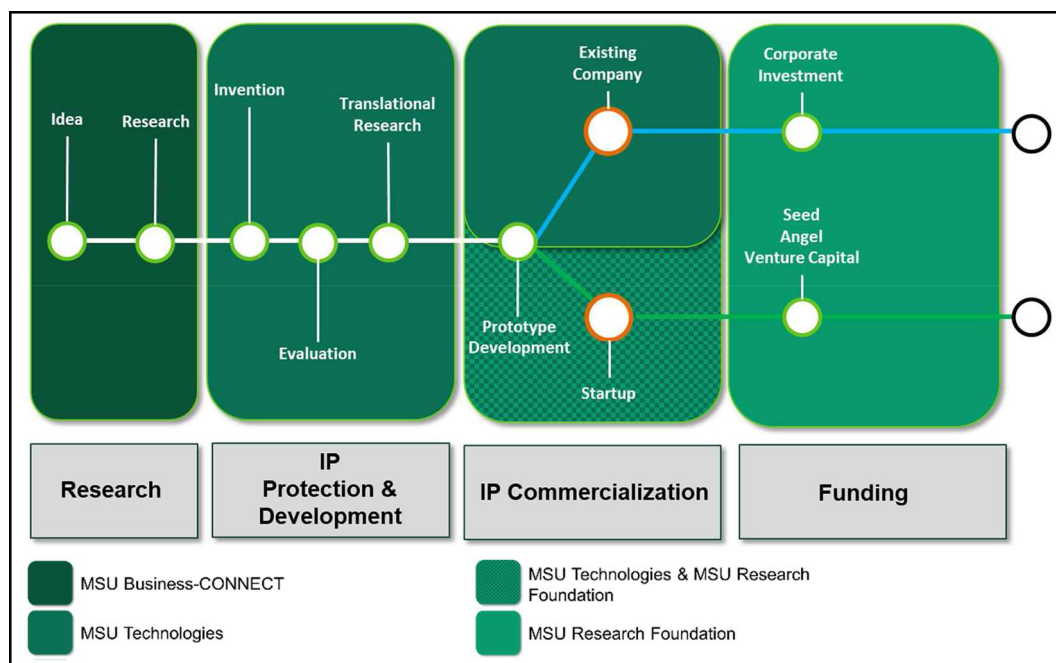 Idea
Research
Invention
Evaluation
Translational
Research
Prototype
Development
Existing
Company
Startup
Corporate
Investment
Seed
Angel
Venture Capital
Research
IP
Protection &
Development
IP Commercialization
Funding
MSU Business-CONNECT
MSU Technologies
MSU Technologies & MSU Research
Foundation
MSU Research Foundation